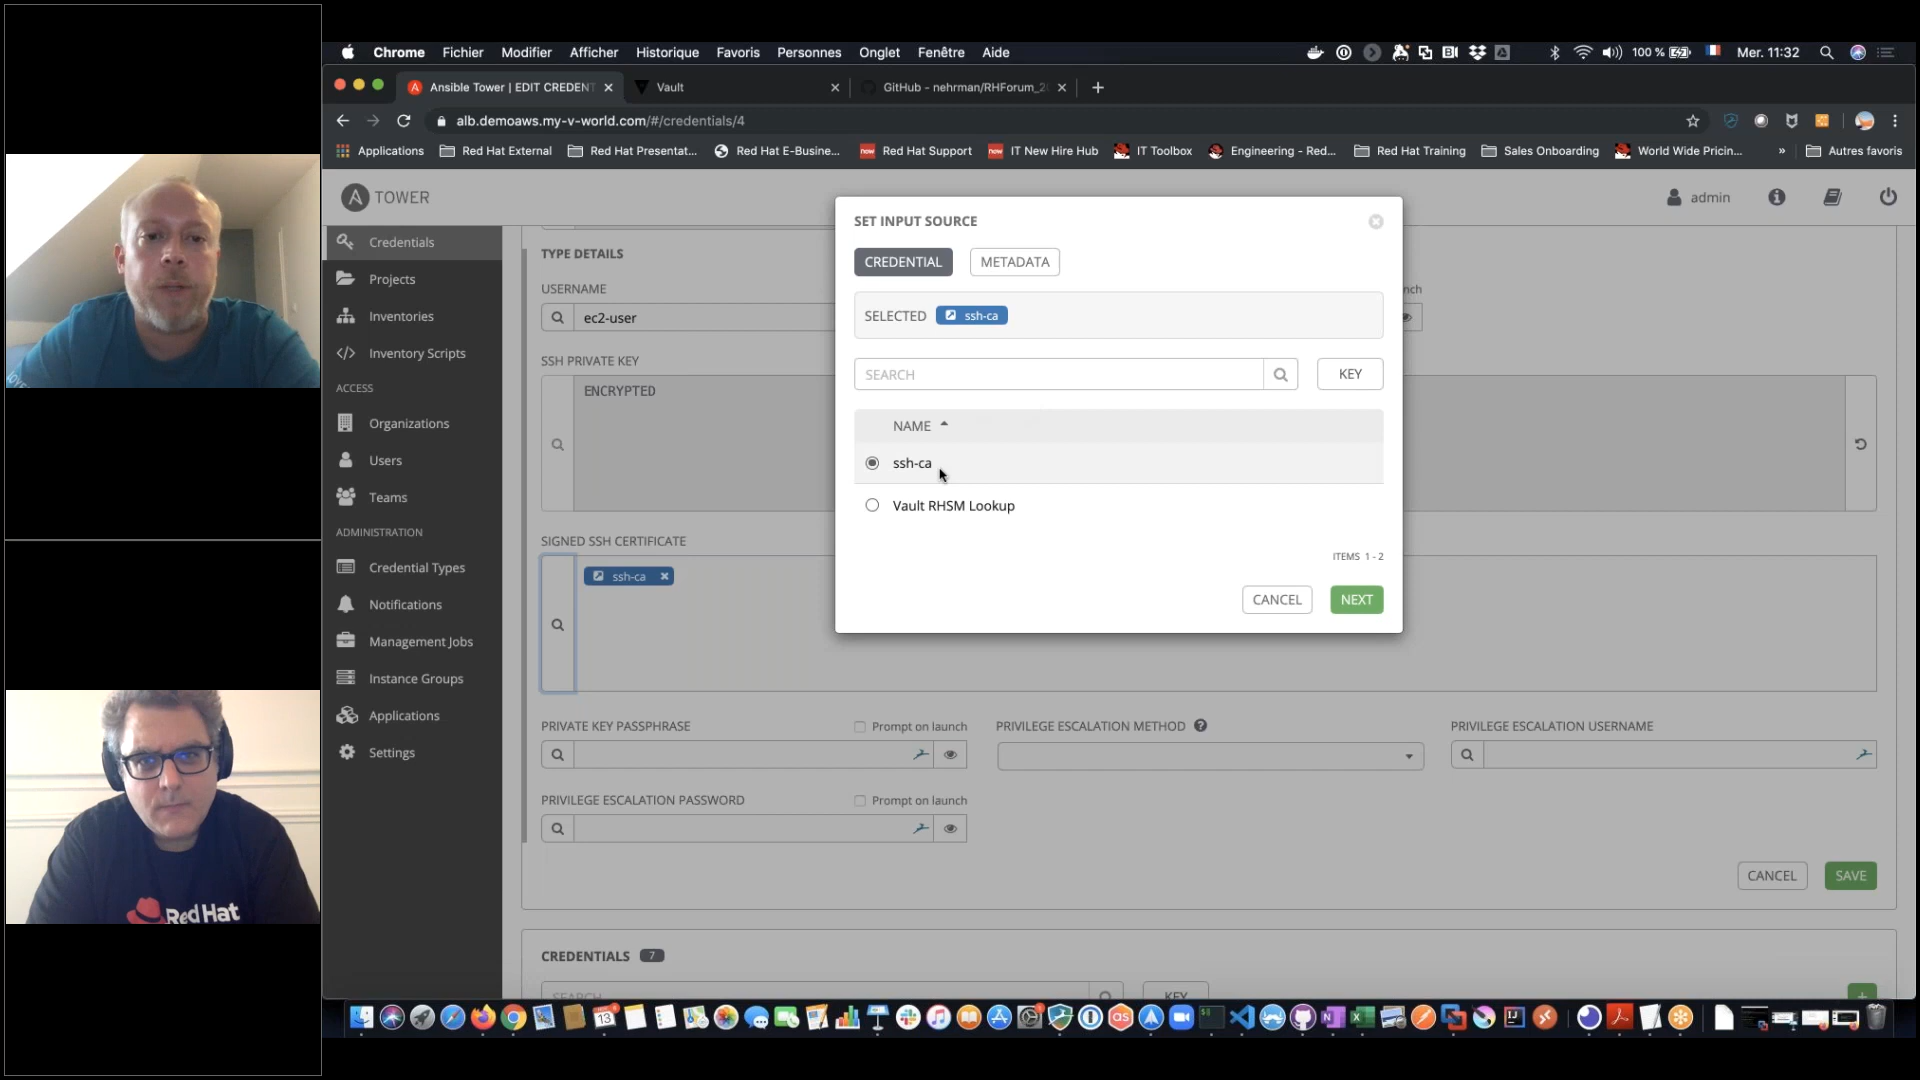 Chrome Fichier Modifier Afficher Historique Favoris Personnes Onglet Fenêtre Aide 100 % Mer. 11:32
Ansible Tower | EDIT CREDENT Vault GitHub - nehrman/RHForum_2
alb.demoaws.my-v-world.com/#/credentials/4
Applications Red Hat External Red Hat Presentat... Red Hat E-Busine... Red Hat Support IT New Hire Hub IT Toolbox Engineering - Red... Red Hat Training Sales Onboarding World Wide Pricin... » Autres favoris
TOWER admin
SET INPUT SOURCE
CREDENTIAL METADATA
SELECTED ssh-ca
SEARCH KEY
NAME
ssh-ca
Vault RHSM Lookup
ITEMS 1 - 2
CANCEL NEXT
Credentials
Projects
Inventories
Inventory Scripts
ACCESS
Organizations
Users
Teams
ADMINISTRATION
Credential Types
Notifications
Management Jobs
Instance Groups
Applications
Settings
TYPE DETAILS
USERNAME
ec2-user
SSH PRIVATE KEY
ENCRYPTED
SIGNED SSH CERTIFICATE
ssh-ca
PRIVATE KEY PASSPHRASE Prompt on launch PRIVILEGE ESCALATION METHOD PRIVILEGE ESCALATION USERNAME
PRIVILEGE ESCALATION PASSWORD Prompt on launch
CANCEL SAVE
CREDENTIALS 7
SEARCH KEY
Red Hat